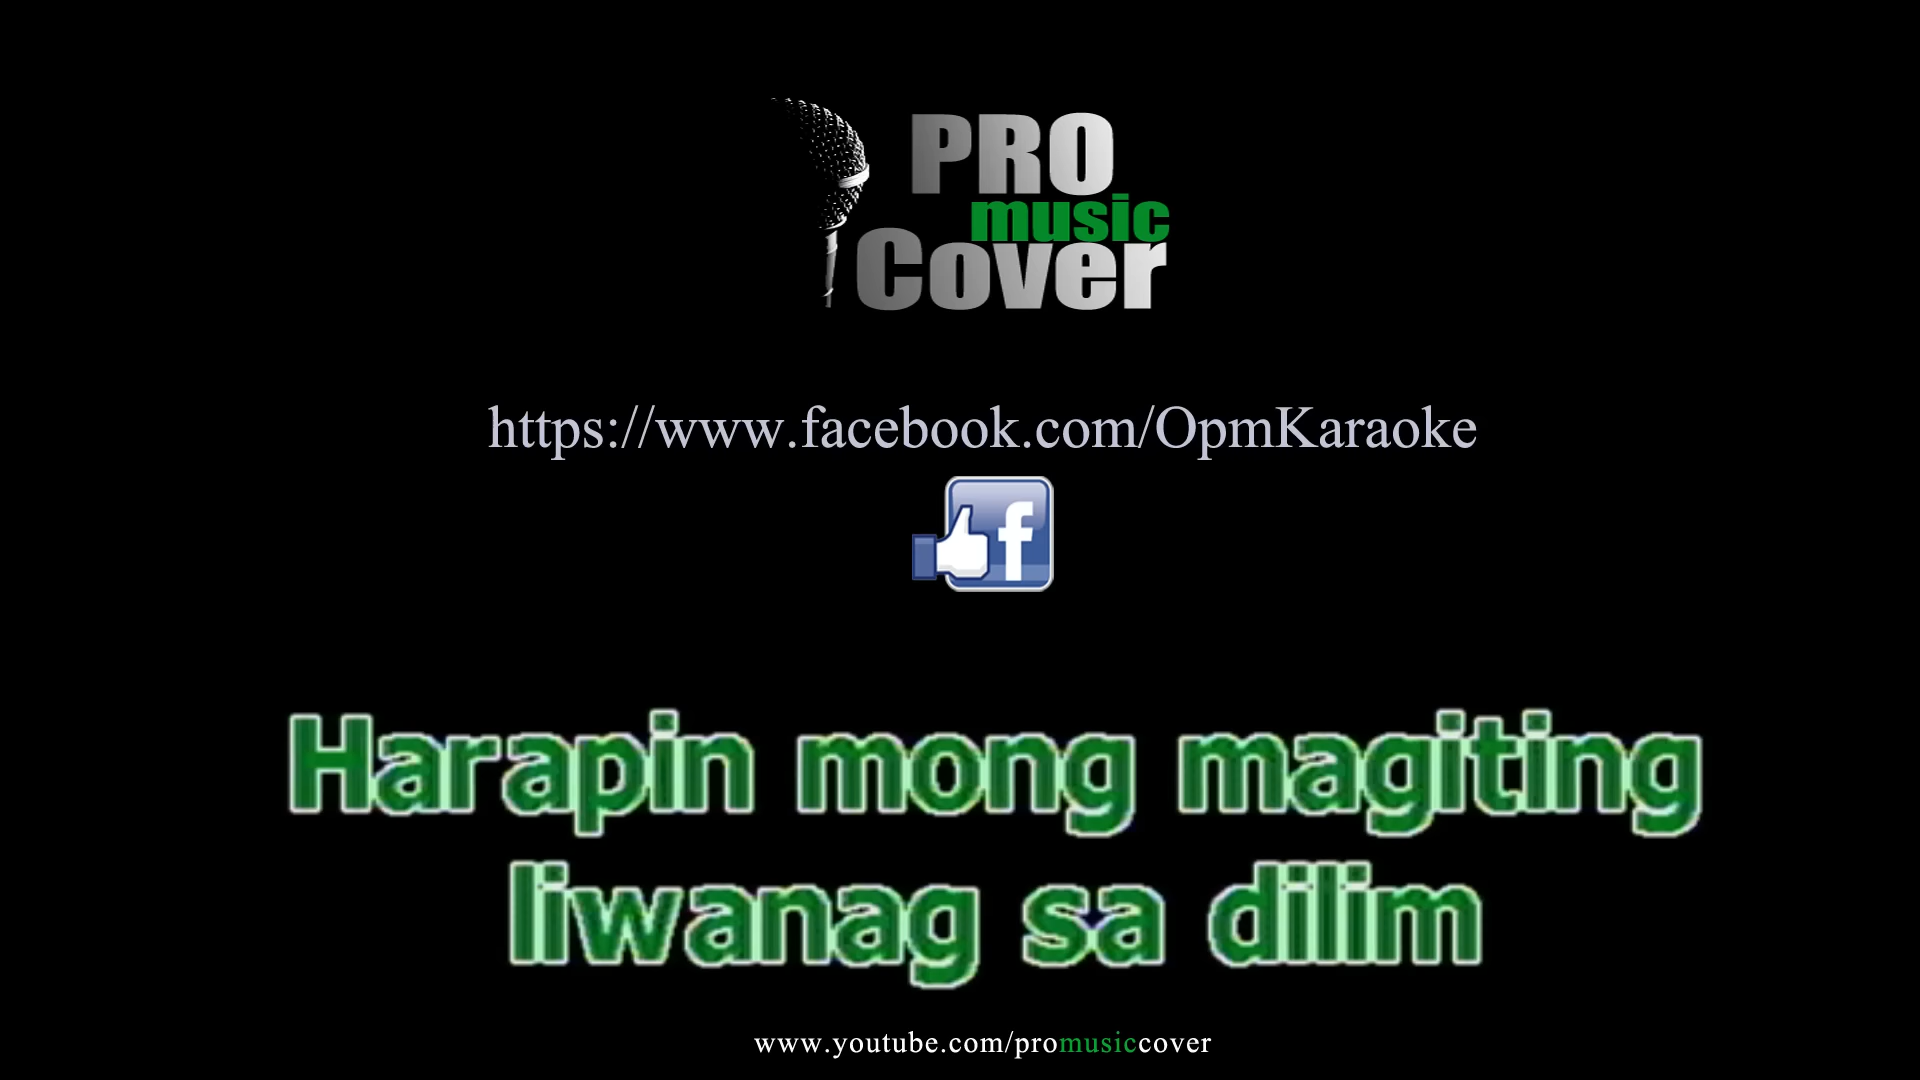 PRO
music
Cover
https://www.facebook.com/OpmKaraoke
f
Harapin mong magiting
liwanag sa dilim
www.youtube.com/promusiccover